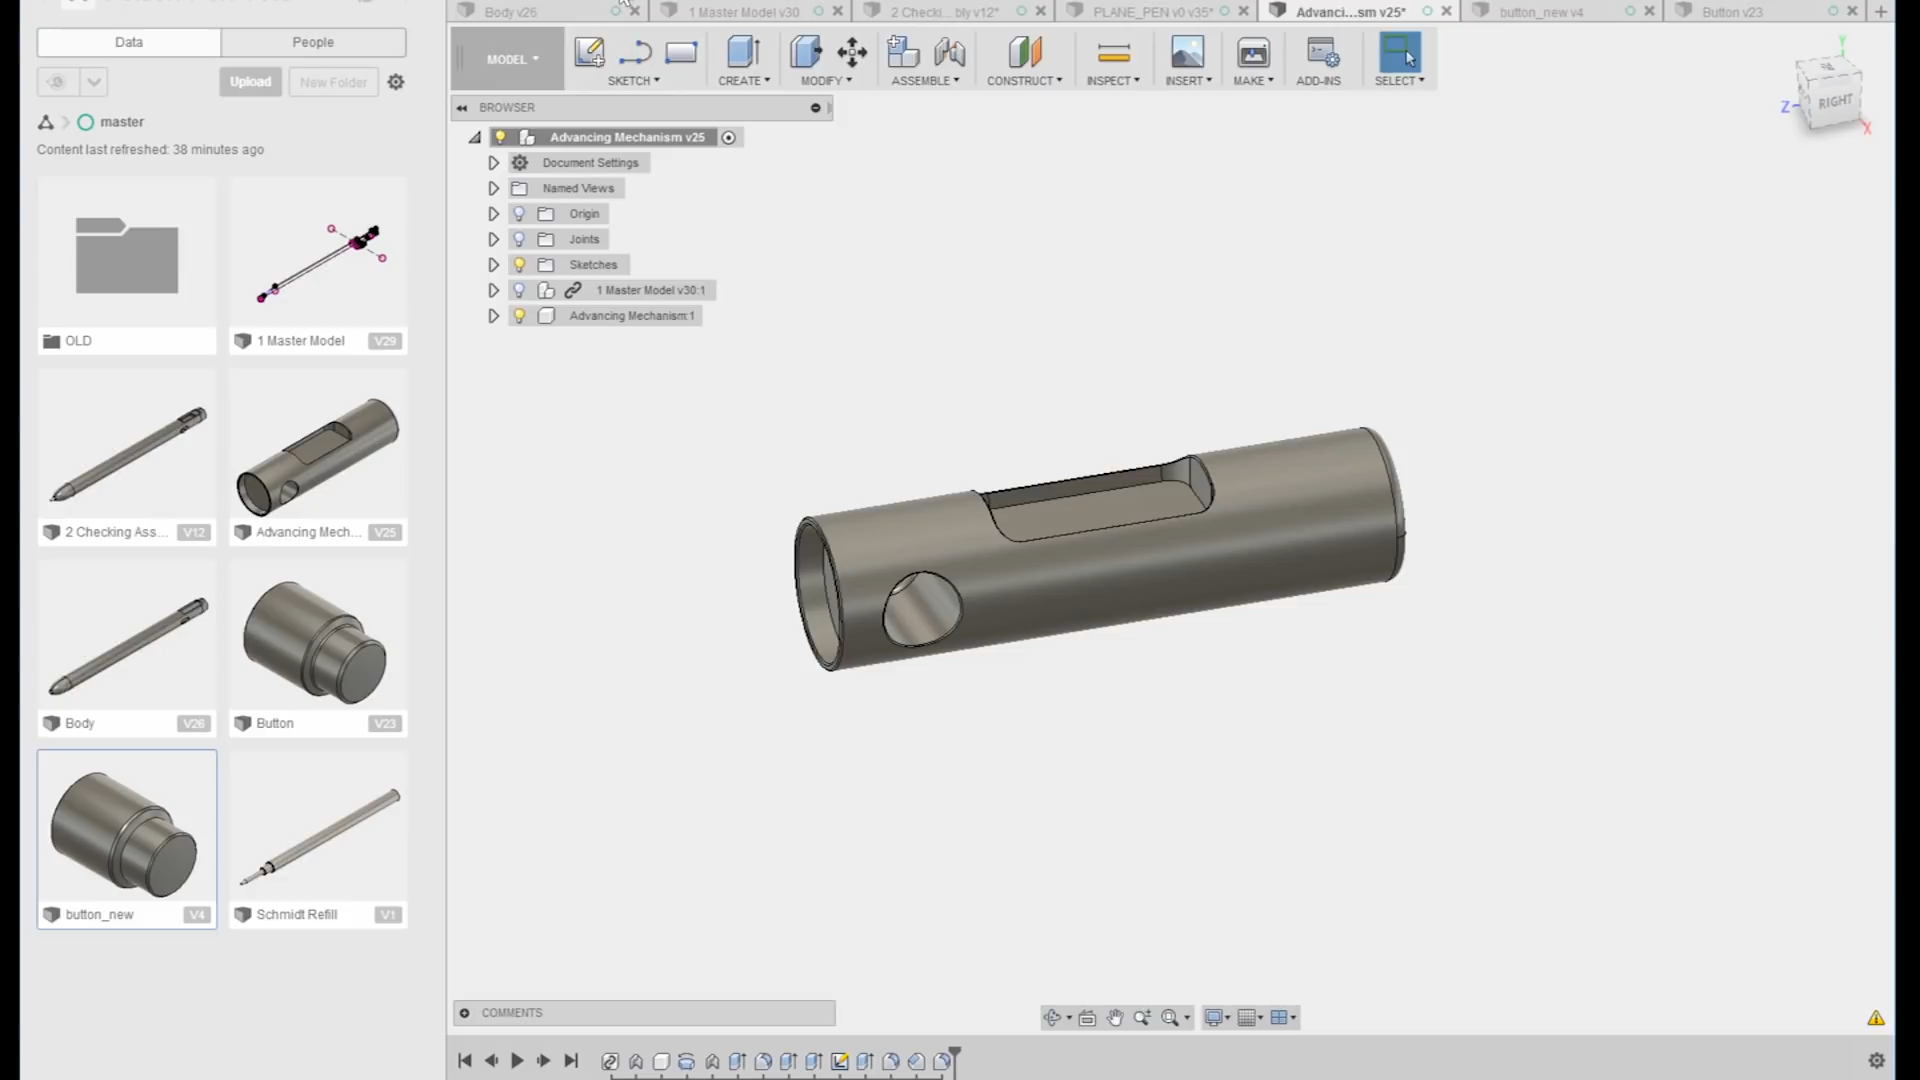 Body v26
1 Master Model v30
2 Checki... bly v12*
PLANE_PEN v0 v35*
Advanci...sm v25*
button_new v4
Button v23
Data
People
MODEL
SKETCH
CREATE
MODIFY
ASSEMBLE
CONSTRUCT
INSPECT
INSERT
MAKE
ADD-INS
SELECT
Upload
New Folder
BROWSER
master
Content last refreshed: 38 minutes ago
Advancing Mechanism v25
Document Settings
Named Views
Origin
Joints
Sketches
1 Master Model v30:1
Advancing Mechanism:1
Y
Z
X
RIGHT
OLD
1 Master Model V29
2 Checking Ass... V12
Advancing Mech... V25
Body V26
Button V23
button_new V4
Schmidt Refill V1
COMMENTS